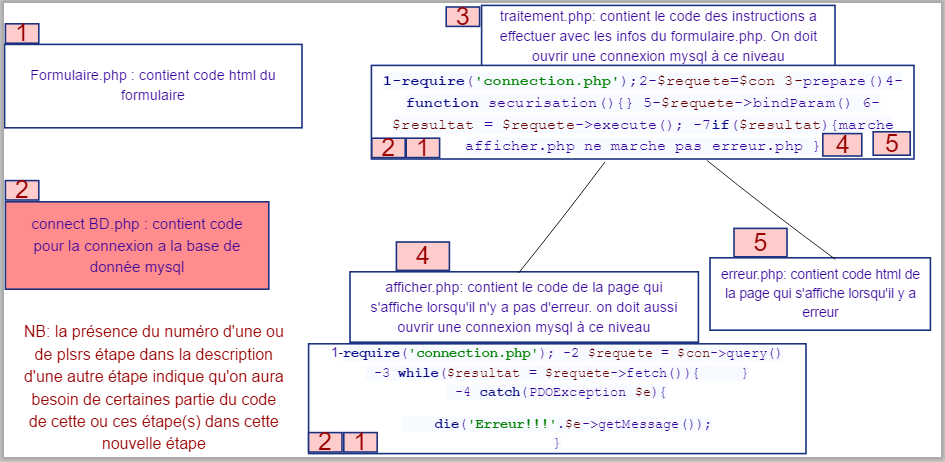 1
Formulaire.php : contient code html du
formulaire
2
connect BD.php : contient code
pour la connexion a la base de
donnée mysql
NB: la présence du numéro d'une ou
de plsrs étape dans la description
d'une autre étape indique qu'on aura
besoin de certaines partie du code
de cette ou ces étape(s) dans cette
nouvelle étape
3
traitement.php: contient le code des instructions a
effectuer avec les infos du formulaire.php. On doit
ouvrir une connexion mysql à ce niveau
1-require('connection.php');2-$requete=$con 3-prepare()4-
function securisation(){} 5-$requete->bindParam() 6-
$resultat = $requete->execute(); -7if($resultat){marche
afficher.php ne marche pas erreur.php }
2 1
4 5
4
afficher.php: contient le code de la page qui
s'affiche lorsqu'il n'y a pas d'erreur. on doit aussi
ouvrir une connexion mysql à ce niveau
1-require('connection.php'); -2 $requete = $con->query()
-3 while($resultat = $requete->fetch()){ }
-4 catch(PDOException $e){
die('Erreur!!!'.$e->getMessage());
}
2 1
5
erreur.php: contient code html de
la page qui s'affiche lorsqu'il y a
erreur